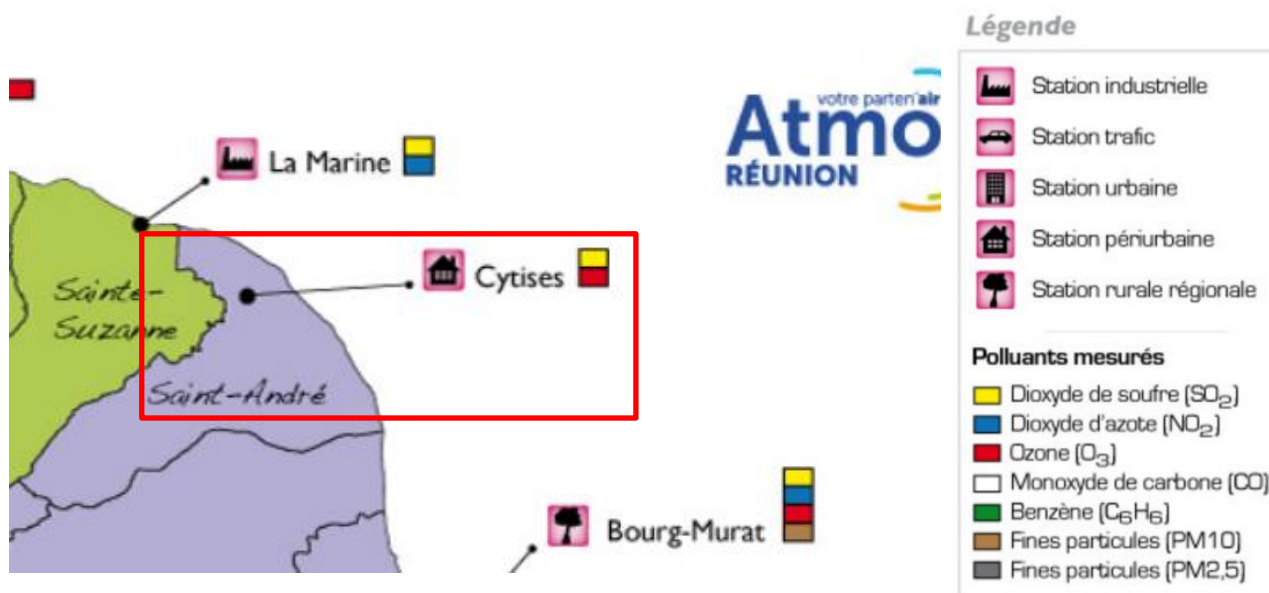 Légende
votre parten'air
Atmo
RÉUNION
Station industrielle
Station trafic
Station urbaine
Station périurbaine
Station rurale régionale
La Marine
Cytises
Sainte-
Suzanne
Saint-André
Bourg-Murat
Polluants mesurés
Dioxyde de soufre (SO₂)
Dioxyde d'azote (NO₂)
Ozone (O₃)
Monoxyde de carbone (CO)
Benzène (C₆H₆)
Fines particules (PM10)
Fines particules (PM2,5)